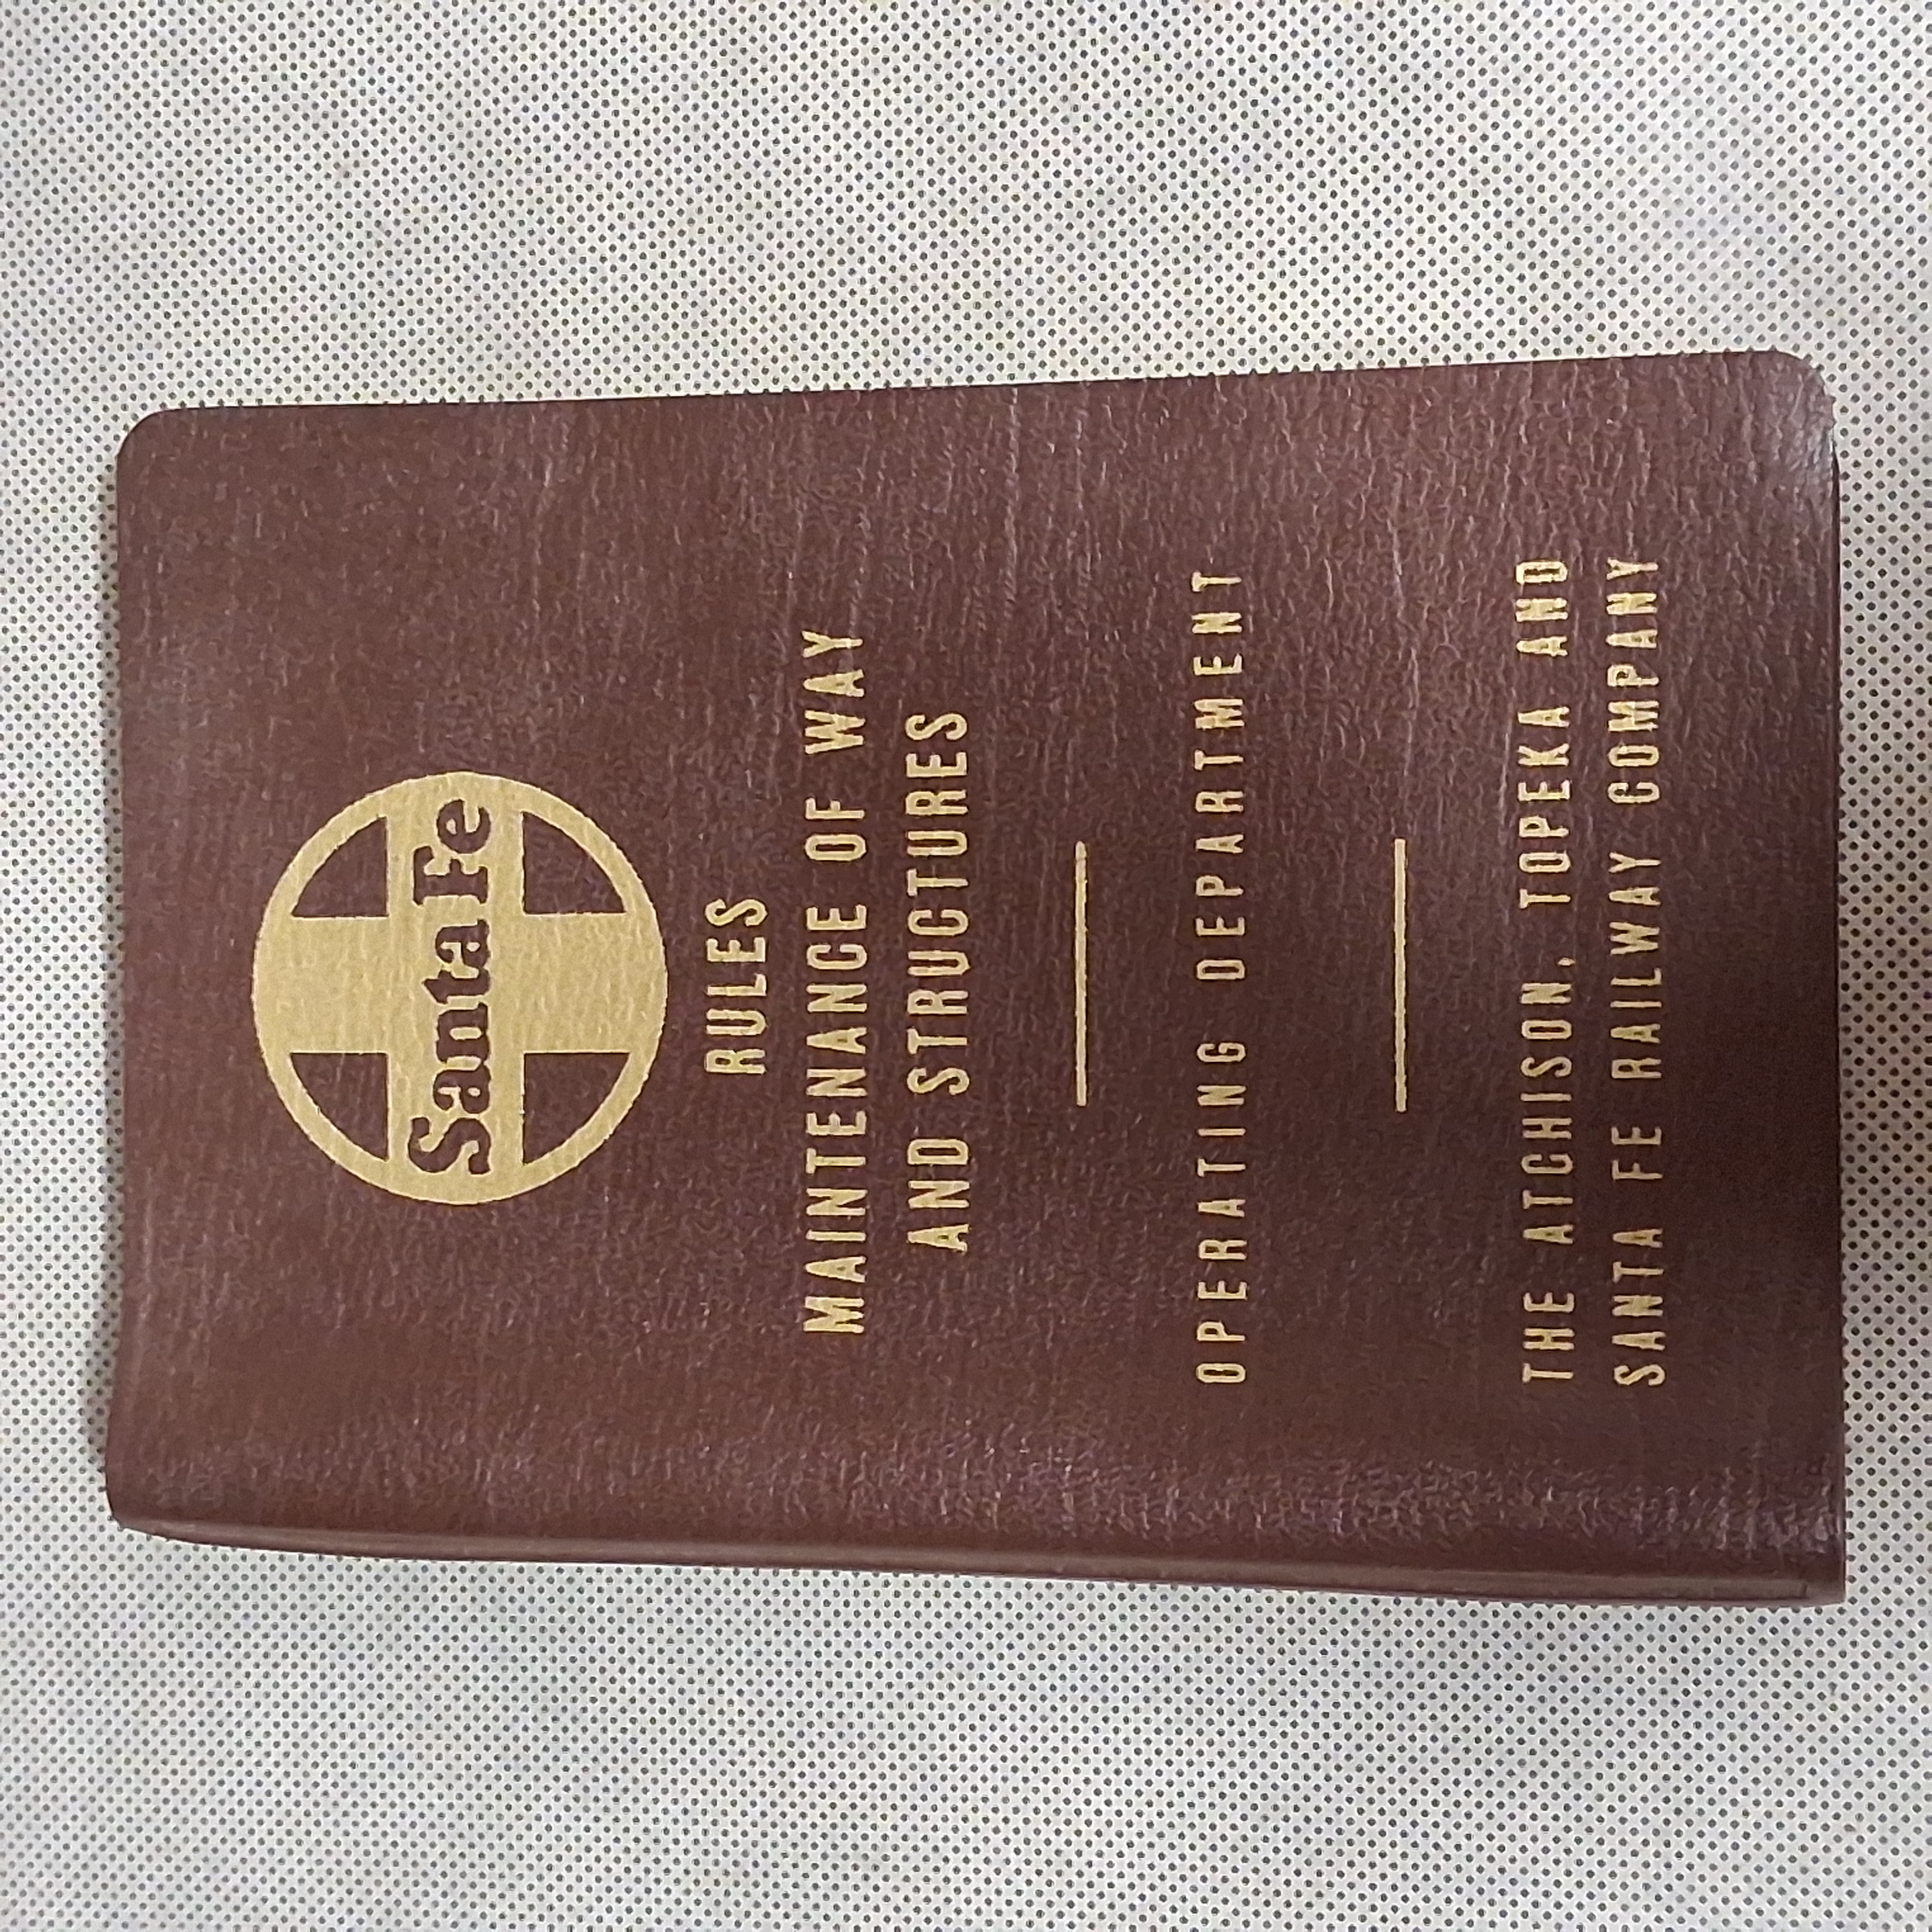 Santa Fe
RULES
MAINTENANCE OF WAY
AND STRUCTURES
OPERATING DEPARTMENT
THE ATCHISON, TOPEKA AND
SANTA FE RAILWAY COMPANY